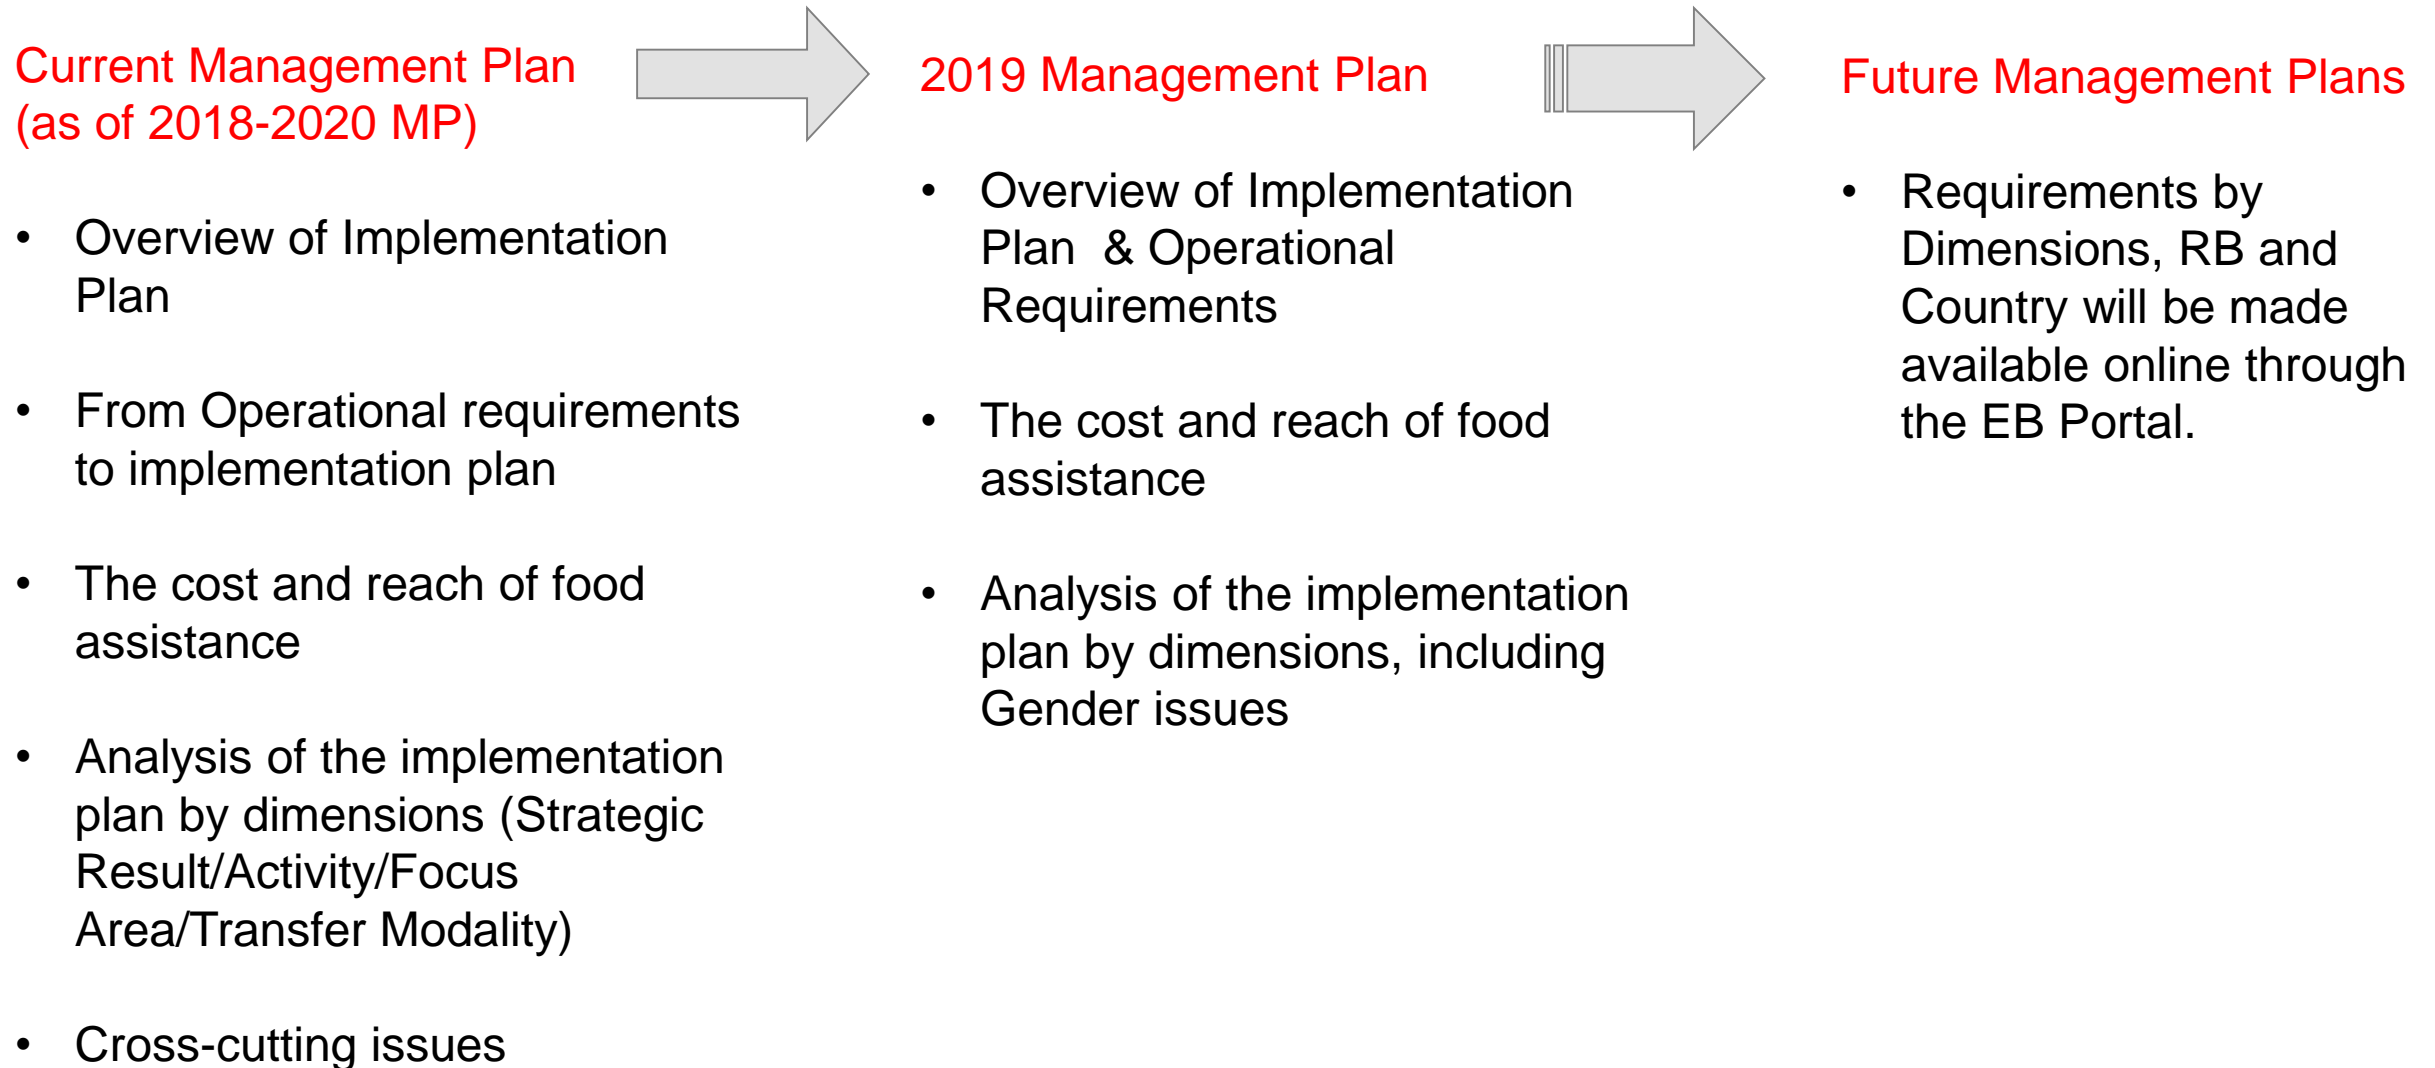 Current Management Plan
(as of 2018-2020 MP)
• Overview of Implementation
Plan
• From Operational requirements
to implementation plan
• The cost and reach of food
assistance
• Analysis of the implementation
plan by dimensions (Strategic
Result/Activity/Focus
Area/Transfer Modality)
• Cross-cutting issues
2019 Management Plan
• Overview of Implementation
Plan & Operational
Requirements
• The cost and reach of food
assistance
• Analysis of the implementation
plan by dimensions, including
Gender issues
Future Management Plans
• Requirements by
Dimensions, RB and
Country will be made
available online through
the EB Portal.